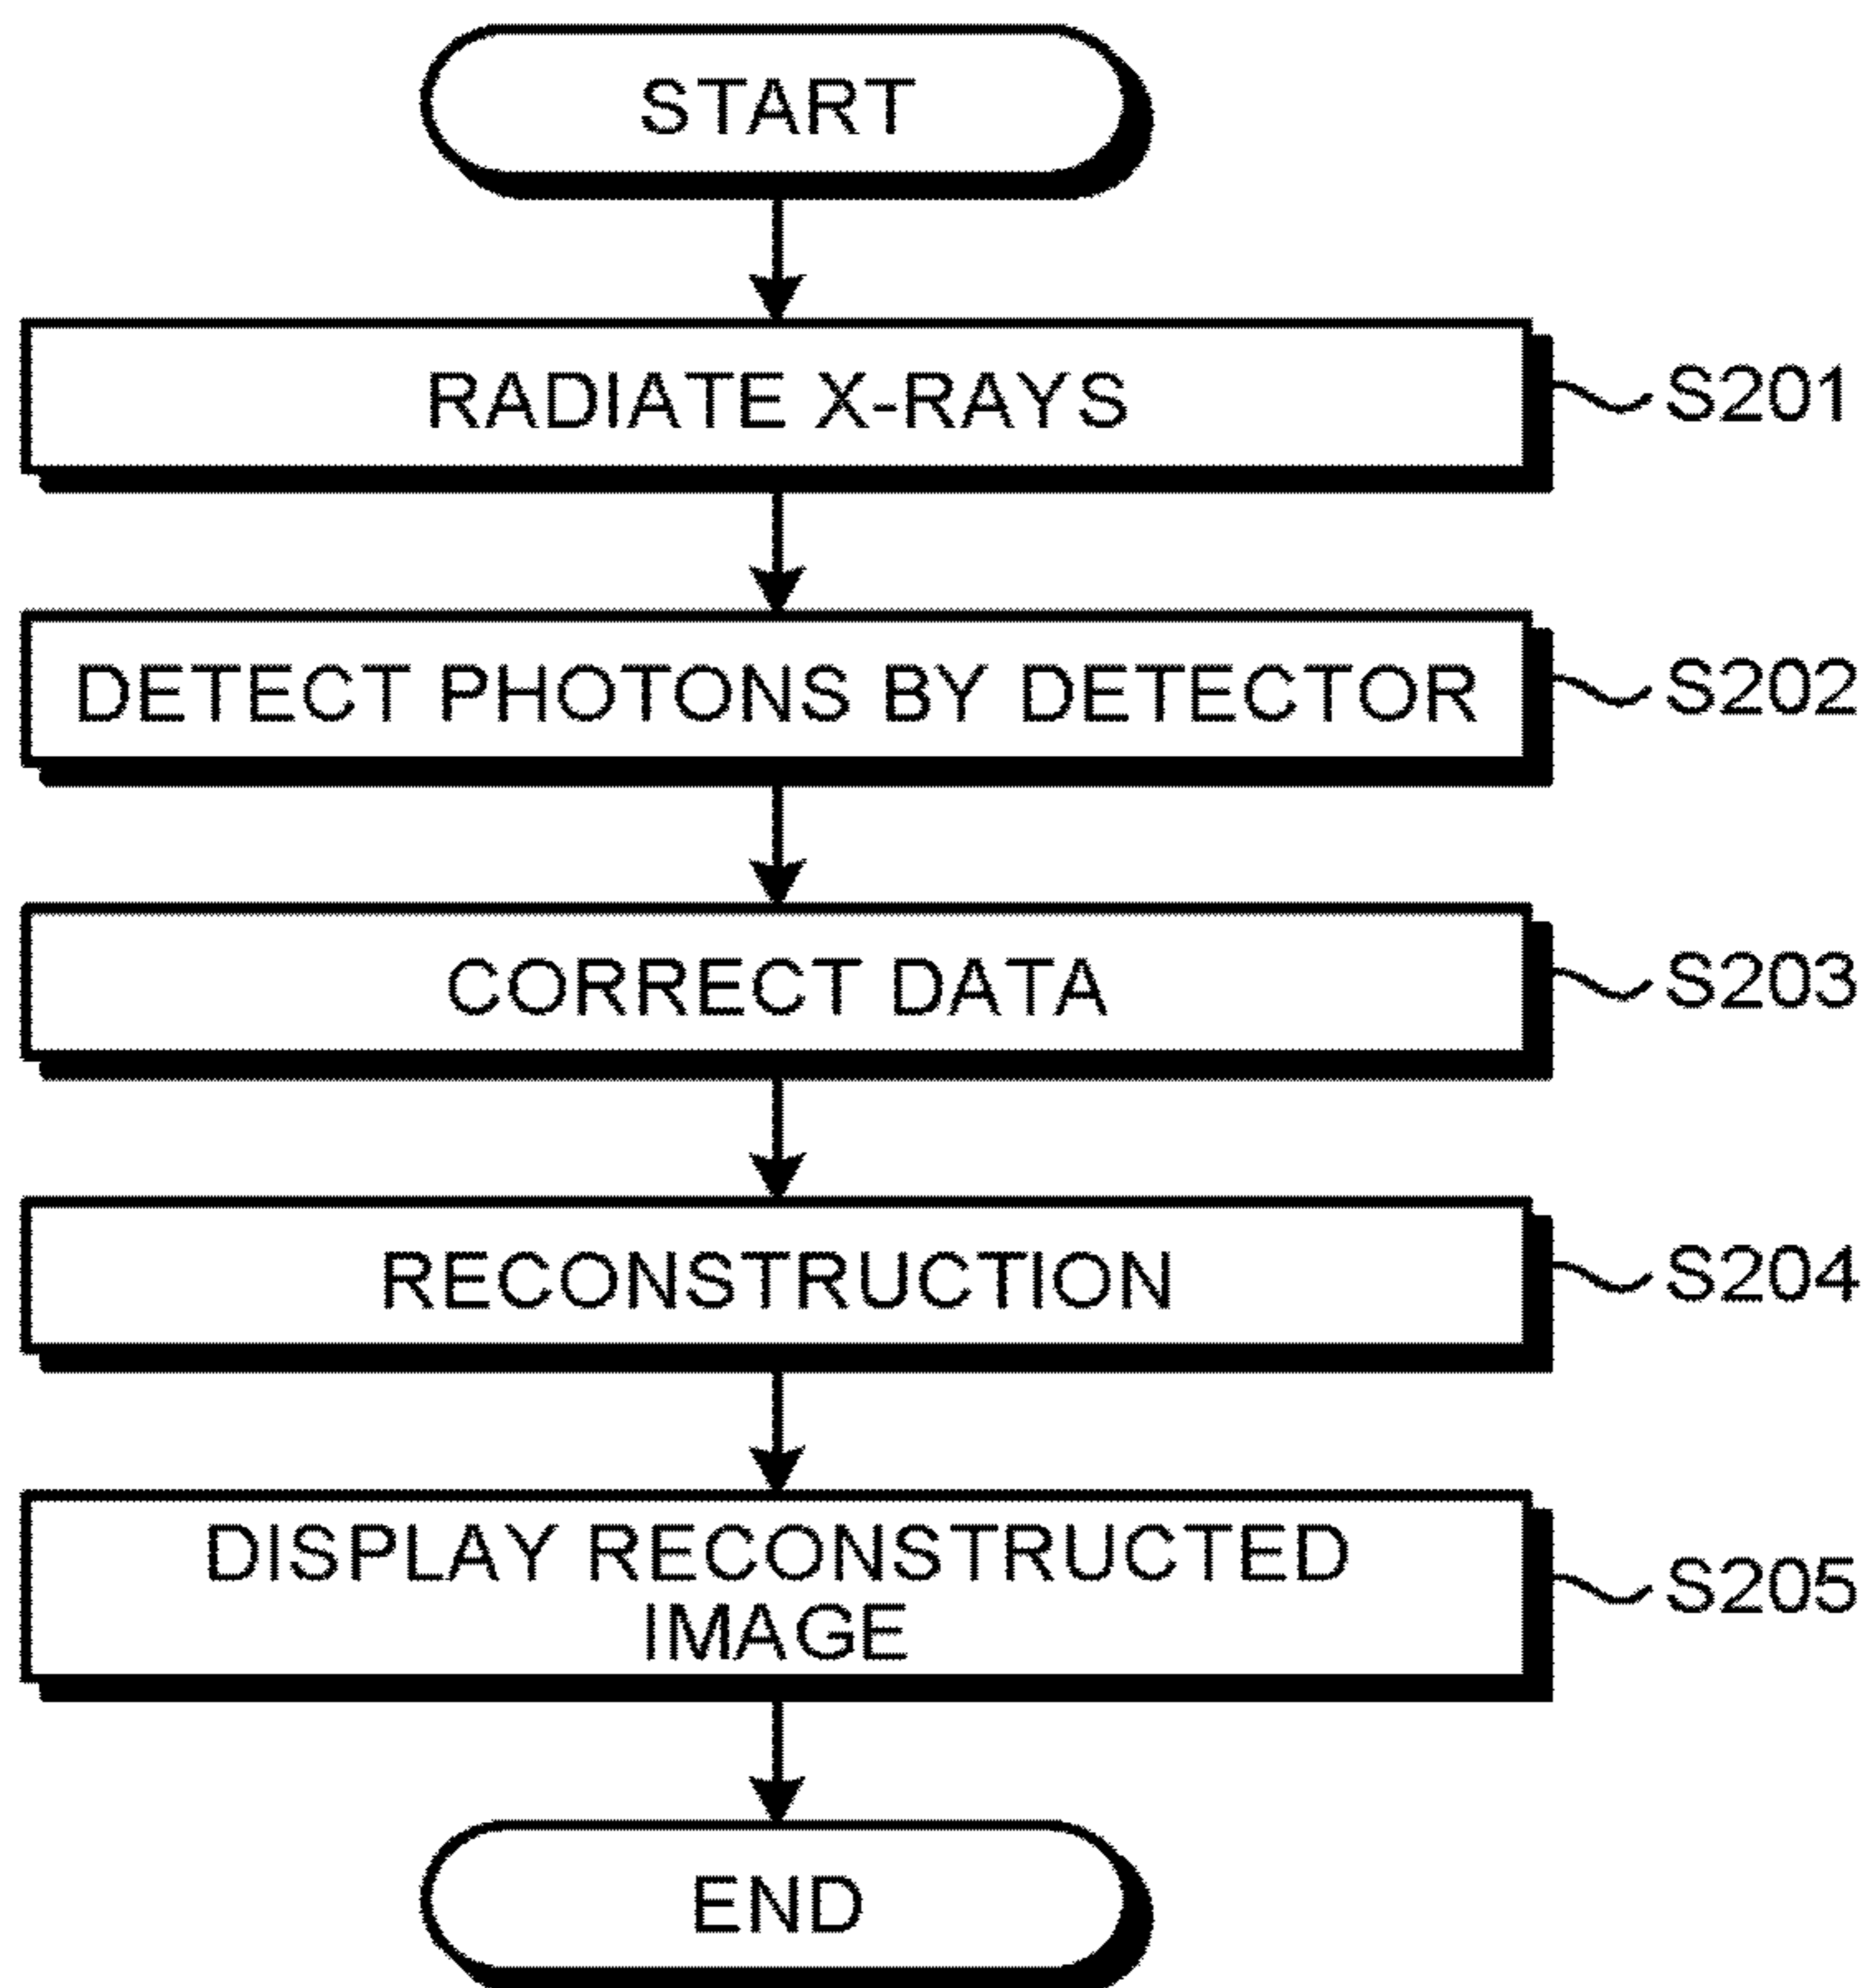 START
RADIATE X-RAYS
S201
DETECT PHOTONS BY DETECTOR
S202
CORRECT DATA
S203
RECONSTRUCTION
S204
DISPLAY RECONSTRUCTED
IMAGE
S205
END